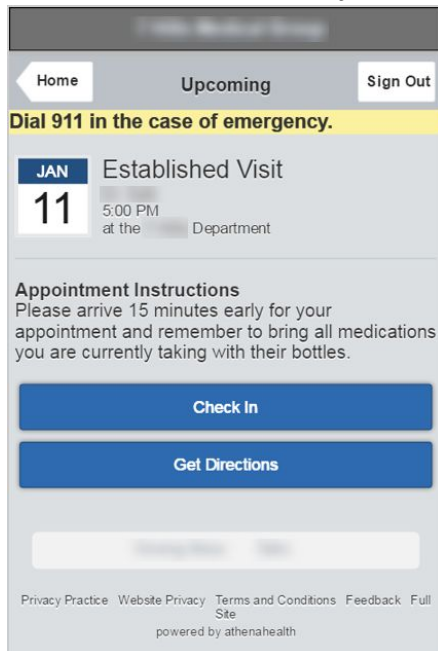 Home
Upcoming
Sign Out
Dial 911 in the case of emergency.
JAN
11
Established Visit
5:00 PM
at the Department
Appointment Instructions
Please arrive 15 minutes early for your
appointment and remember to bring all medications
you are currently taking with their bottles.
Check In
Get Directions
Privacy Practice Website Privacy Terms and Conditions Feedback Full
Site
powered by athenahealth